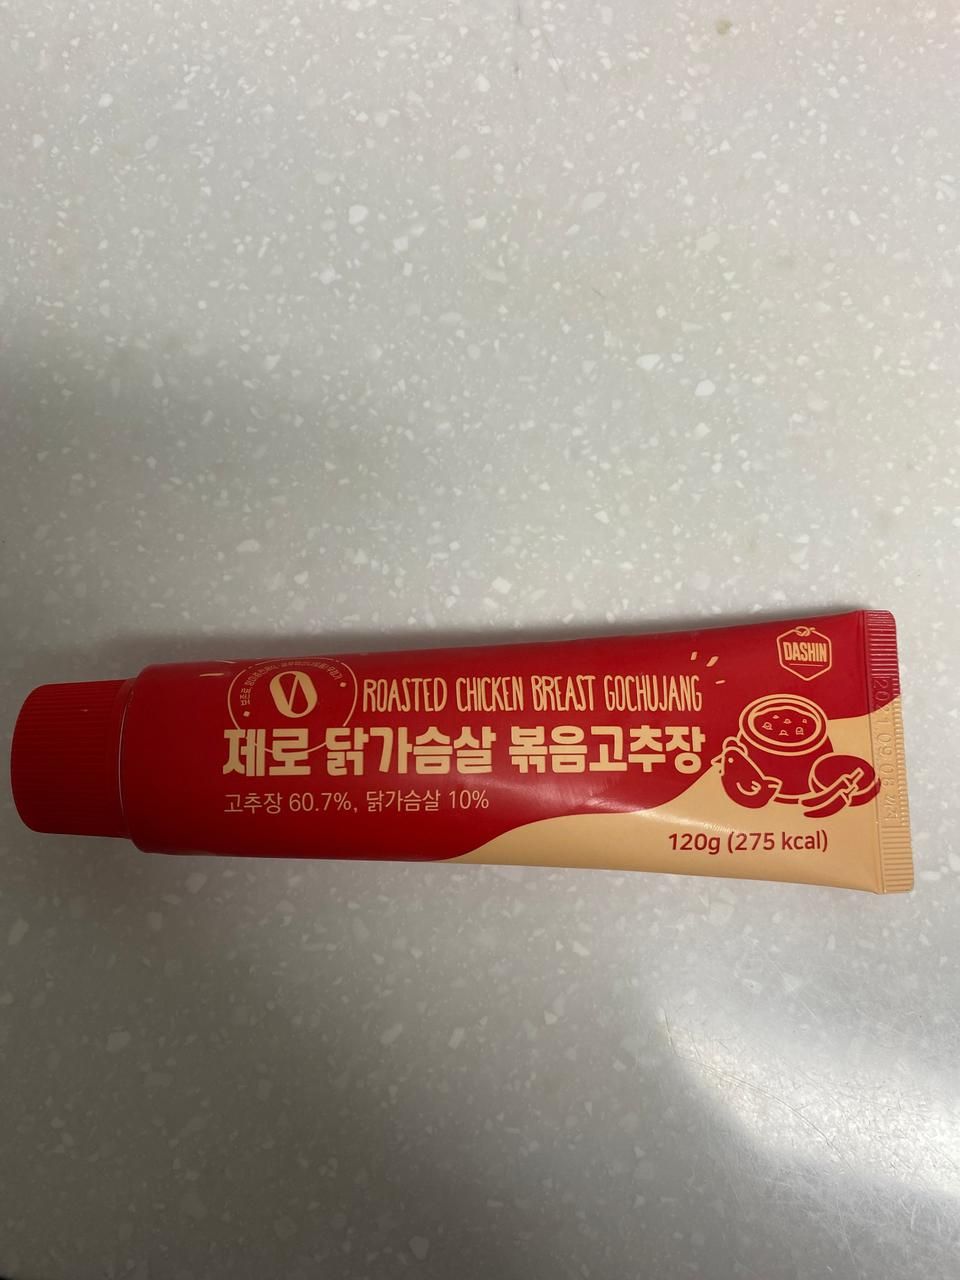 DASHIN
ROASTED CHICKEN BREAST GOCHUJANG
제로 닭가슴살 볶음고추장
고추장 60.7%, 닭가슴살 10%
120g (275 kcal)